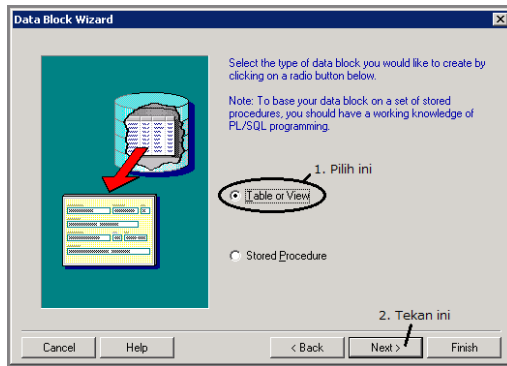 Data Block Wizard
Select the type of data block you would like to create by
clicking on a radio button below.
Note: To base your data block on a set of stored
procedures, you should have a working knowledge of
PL/SQL programming.
1. Pilih ini
Table or View
Stored Procedure
2. Tekan ini
Cancel
Help
< Back
Next >
Finish